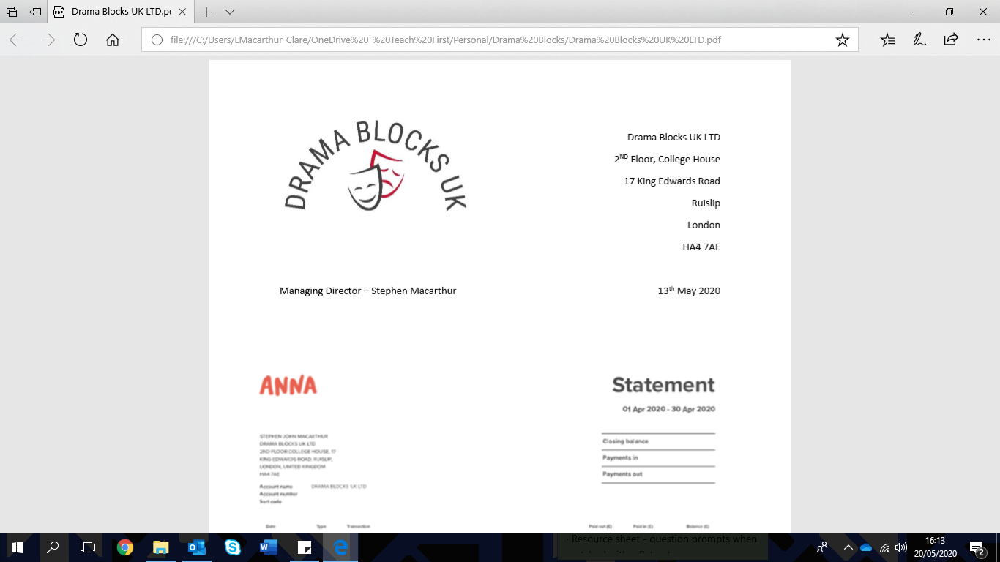 Drama Blocks UK LTD.p
file:///C:/Users/LMacarthur-Clare/OneDrive%20-%20Teach%20First/Personal/Drama%20Blocks/Drama%20Blocks%20UK%20LTD.pdf
DRAMA BLOCKS UK
Drama Blocks UK LTD
2ND Floor, College House
17 King Edwards Road
Ruislip
London
HA4 7AE
Managing Director – Stephen Macarthur
13th May 2020
ANNA
Statement
01 Apr 2020 - 30 Apr 2020
STEPHEN JOHN MACARTHUR
DRAMA BLOCKS UK LTD
2ND FLOOR COLLEGE HOUSE, 17
KING EDWARDS ROAD, RUISLIP,
LONDON, UNITED KINGDOM
HA4 7AE
Closing balance
Payments in
Payments out
Account name DRAMA BLOCKS UK LTD
Account number
Sort code
Date Type Transaction Paid out (£) Paid in (£) Balance (£)
· Resource sheet - question prompts when
16:13
20/05/2020
2